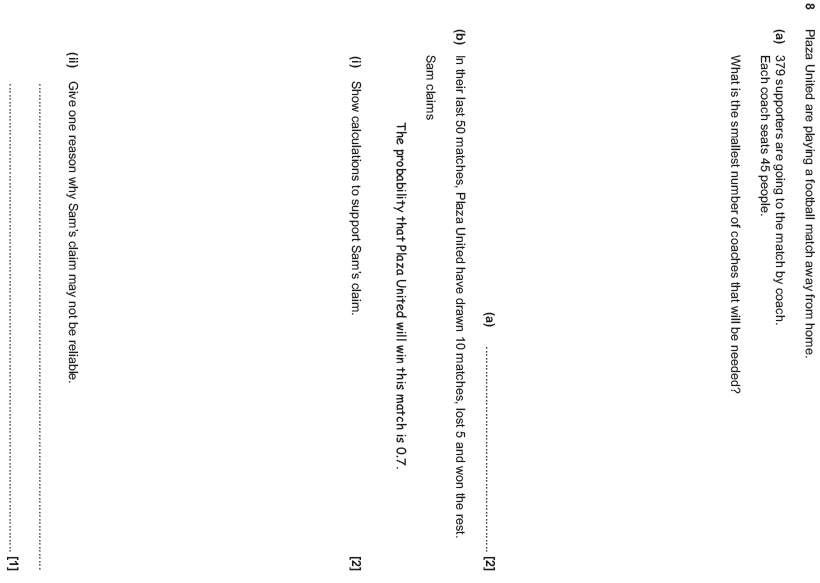 8 Plaza United are playing a football match away from home.
(a) 379 supporters are going to the match by coach.
Each coach seats 45 people.
What is the smallest number of coaches that will be needed?
(a) ............................................................ [2]
(b) In their last 50 matches, Plaza United have drawn 10 matches, lost 5 and won the rest.
Sam claims
The probability that Plaza United will win this match is 0.7.
(i) Show calculations to support Sam's claim. [2]
(ii) Give one reason why Sam's claim may not be reliable.
............................................................
............................................................ [1]